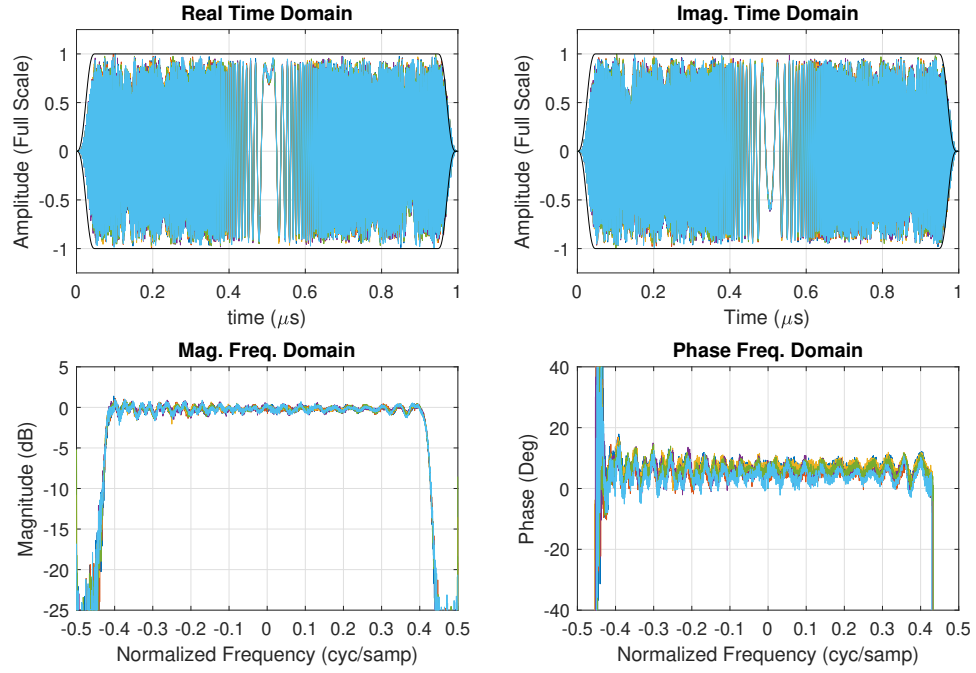 Real Time Domain
Amplitude (Full Scale)
1
0.5
0
-0.5
-1
0 0.2 0.4 0.6 0.8 1
time (μs)
Imag. Time Domain
Amplitude (Full Scale)
1
0.5
0
-0.5
-1
0 0.2 0.4 0.6 0.8 1
Time (μs)
Mag. Freq. Domain
Magnitude (dB)
5
0
-5
-10
-15
-20
-25
-0.5 -0.4 -0.3 -0.2 -0.1 0 0.1 0.2 0.3 0.4 0.5
Normalized Frequency (cyc/samp)
Phase Freq. Domain
Phase (Deg)
40
20
0
-20
-40
-0.5 -0.4 -0.3 -0.2 -0.1 0 0.1 0.2 0.3 0.4 0.5
Normalized Frequency (cyc/samp)